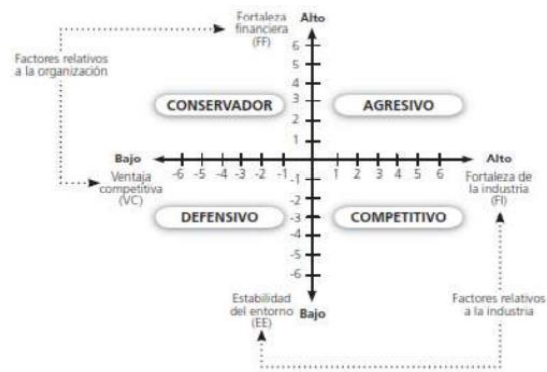 Fortaleza
financiera
(FF)
Alto
Factores relativos
a la organización
6
5
4
3
2
1
CONSERVADOR
AGRESIVO
Bajo
Alto
-6 -5 -4 -3 -2 -1
1 2 3 4 5 6
Ventaja
competitiva
(VC)
Fortaleza de
la industria
(FI)
-1
-2
-3
-4
-5
-6
DEFENSIVO
COMPETITIVO
Estabilidad
del entorno
(EE)
Bajo
Factores relativos
a la industria